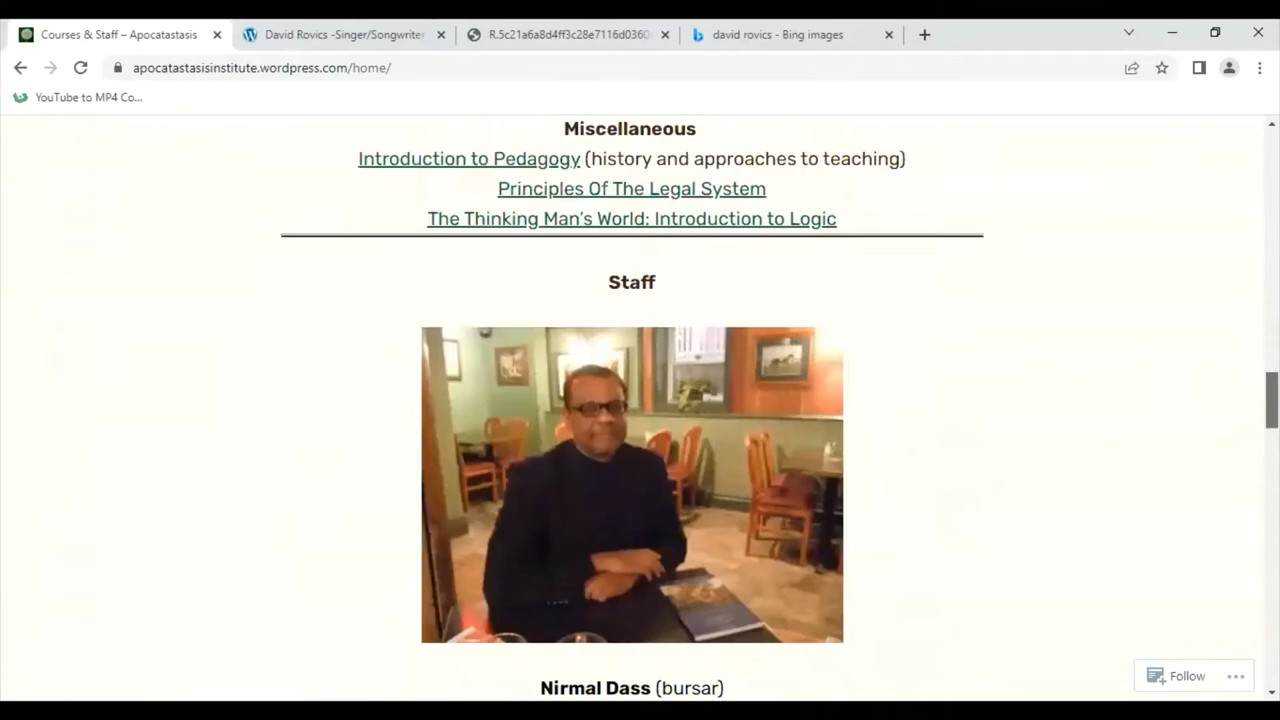 Courses & Staff – Apocatastasis
David Rovics -Singer/Songwriter
R.5c21a6a8d4ff3c28e7116d0360
david rovics - Bing images
apocatastasisinstitute.wordpress.com/home/
YouTube to MP4 Co...
Miscellaneous
Introduction to Pedagogy (history and approaches to teaching)
Principles Of The Legal System
The Thinking Man’s World: Introduction to Logic
Staff
Nirmal Dass (bursar)
Follow